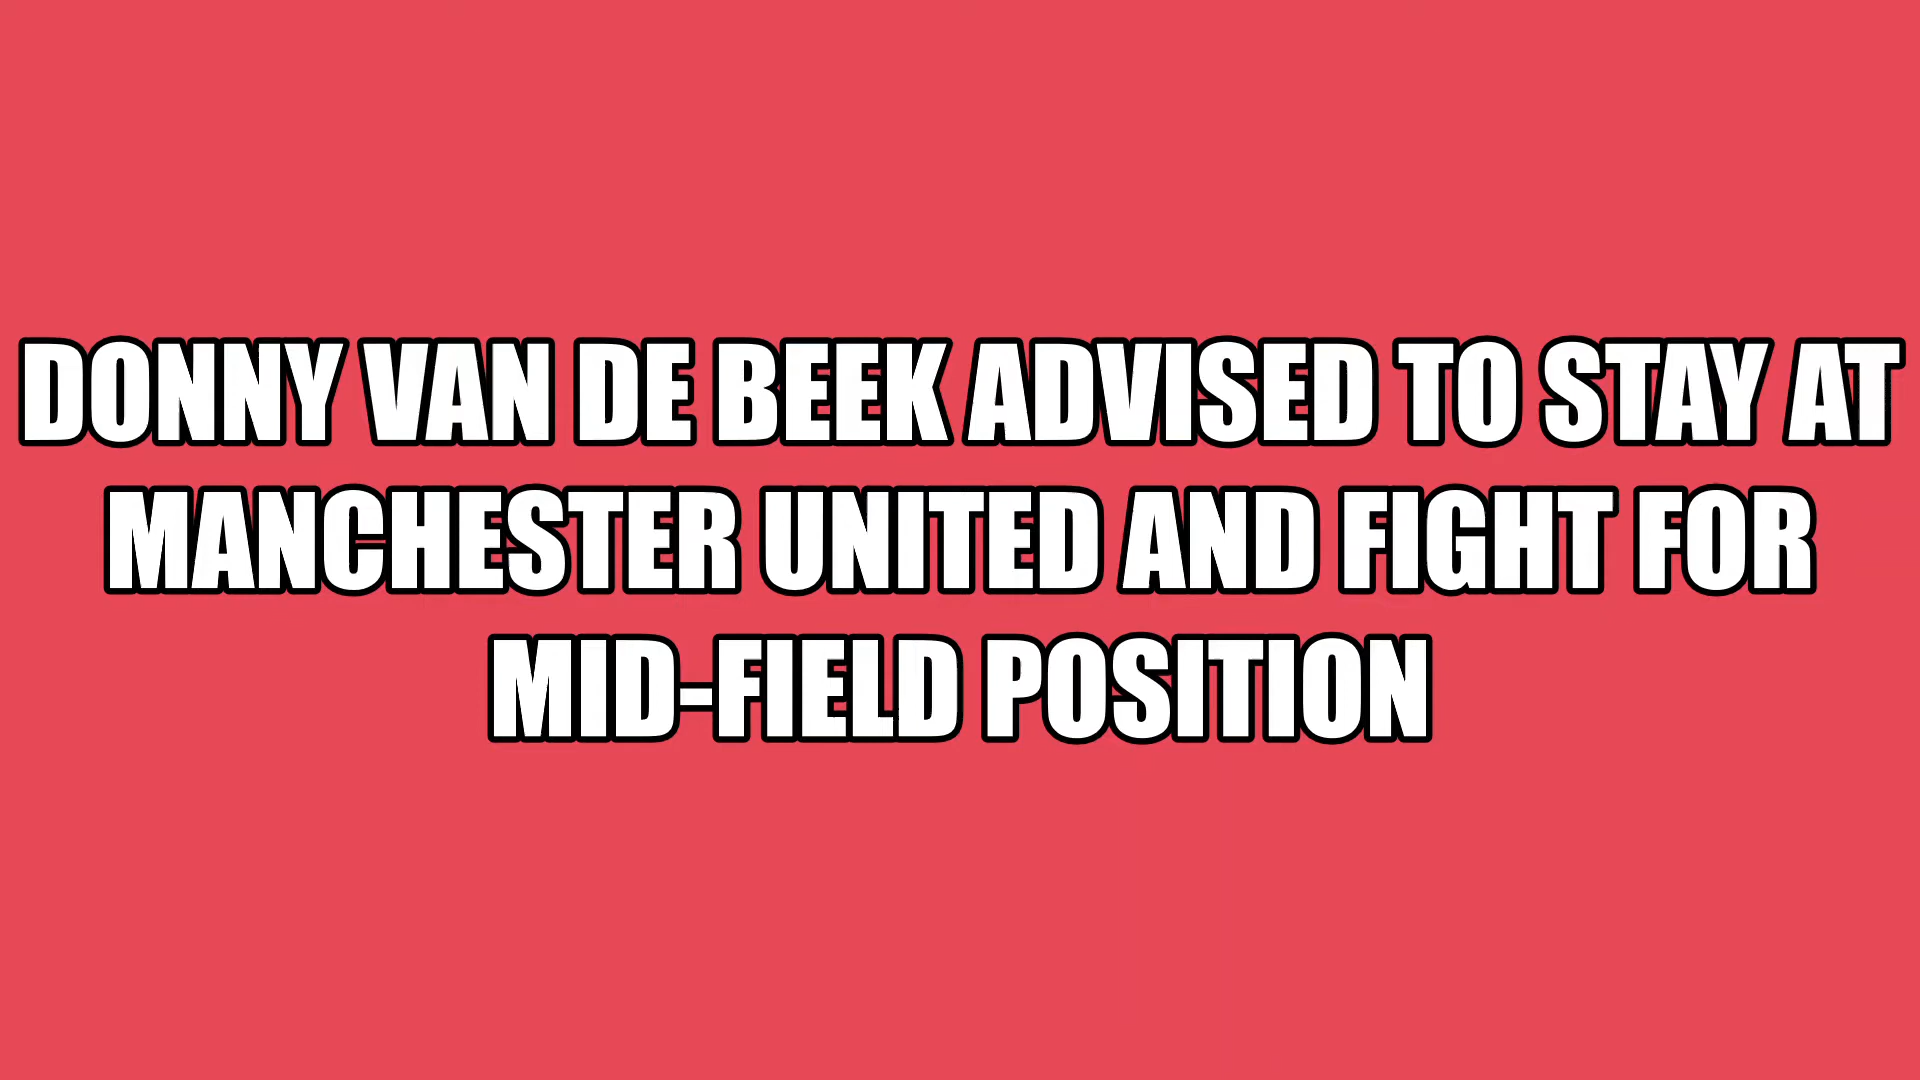 DONNY VAN DE BEEK ADVISED TO STAY AT
MANCHESTER UNITED AND FIGHT FOR
MID-FIELD POSITION